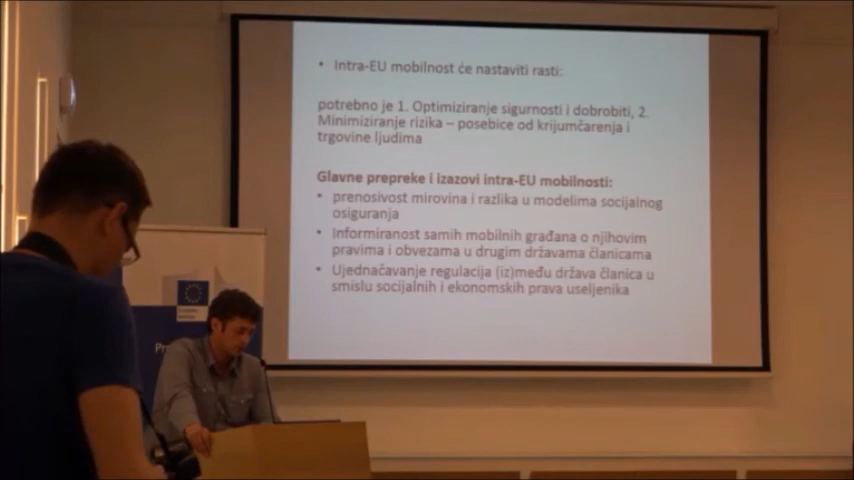 • Intra-EU mobilnost će nastaviti rasti:
potrebno je 1. Optimiziranje sigurnosti i dobrobiti, 2.
Minimiziranje rizika – posebice od krijumčarenja i
trgovine ljudima
Glavne prepreke i izazovi intra-EU mobilnosti:
• prenosivost mirovina i razlika u modelima socijalnog
osiguranja
• Informiranost samih mobilnih građana o njihovim
pravima i obvezama u drugim državama članicama
• Ujednačavanje regulacija (iz)među država članica u
smislu socijalnih i ekonomskih prava useljenika